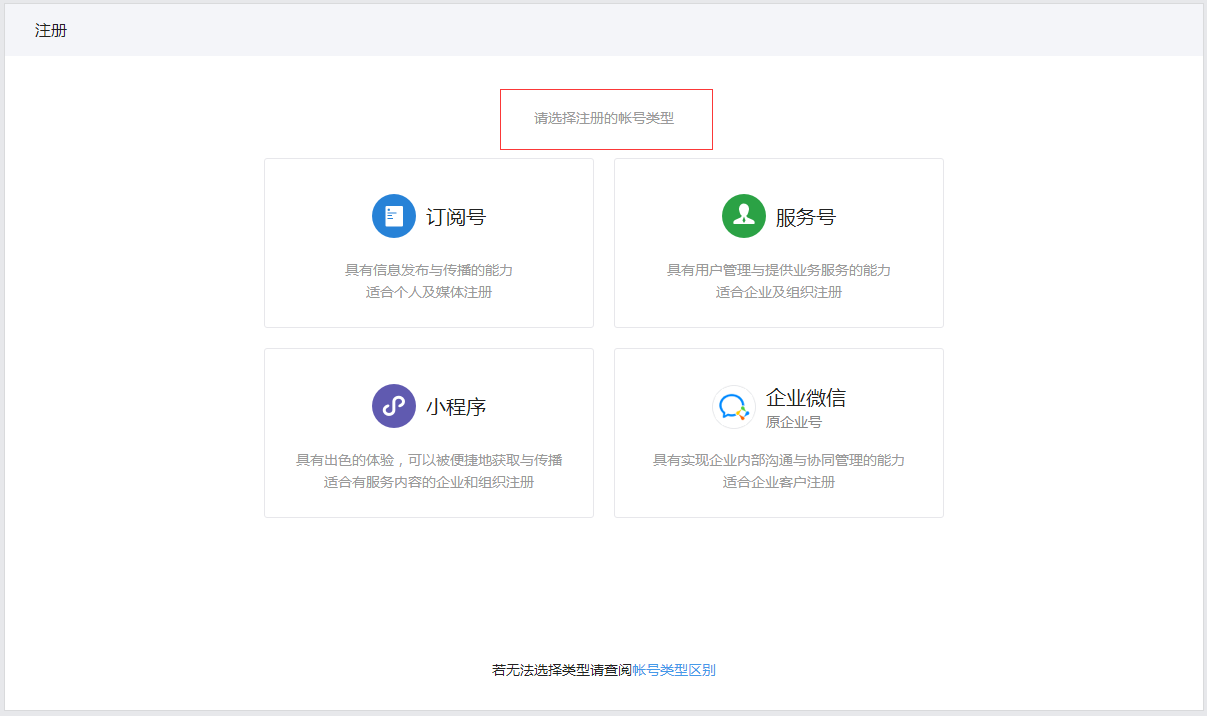 注册
请选择注册的帐号类型
订阅号
具有信息发布与传播的能力
适合个人及媒体注册
服务号
具有用户管理与提供业务服务的能力
适合企业及组织注册
小程序
具有出色的体验，可以被便捷地获取与传播
适合有服务内容的企业和组织注册
企业微信
原企业号
具有实现企业内部沟通与协同管理的能力
适合企业客户注册
若无法选择类型请查阅帐号类型区别